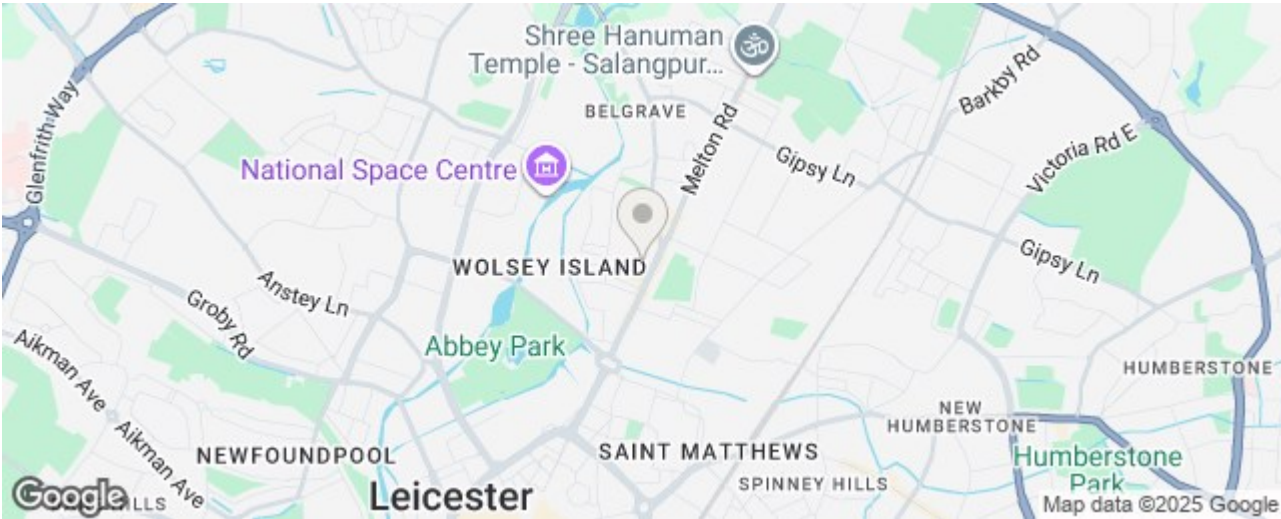 Shree Hanuman
Temple - Salangpur...
BELGRAVE
Barkby Rd
Glenfrith Way
National Space Centre
Melton Rd
Gipsy Ln
Victoria Rd E
WOLSEY ISLAND
Gipsy Ln
Anstey Ln
Groby Rd
Abbey Park
Aikman Ave
HUMBERSTONE
NEW
HUMBERSTONE
Aikman Ave
NEWFOUNDPOOL
SAINT MATTHEWS
Humberstone
Park
SPINNEY HILLS
Google
HILLS
Leicester
Map data ©2025 Google